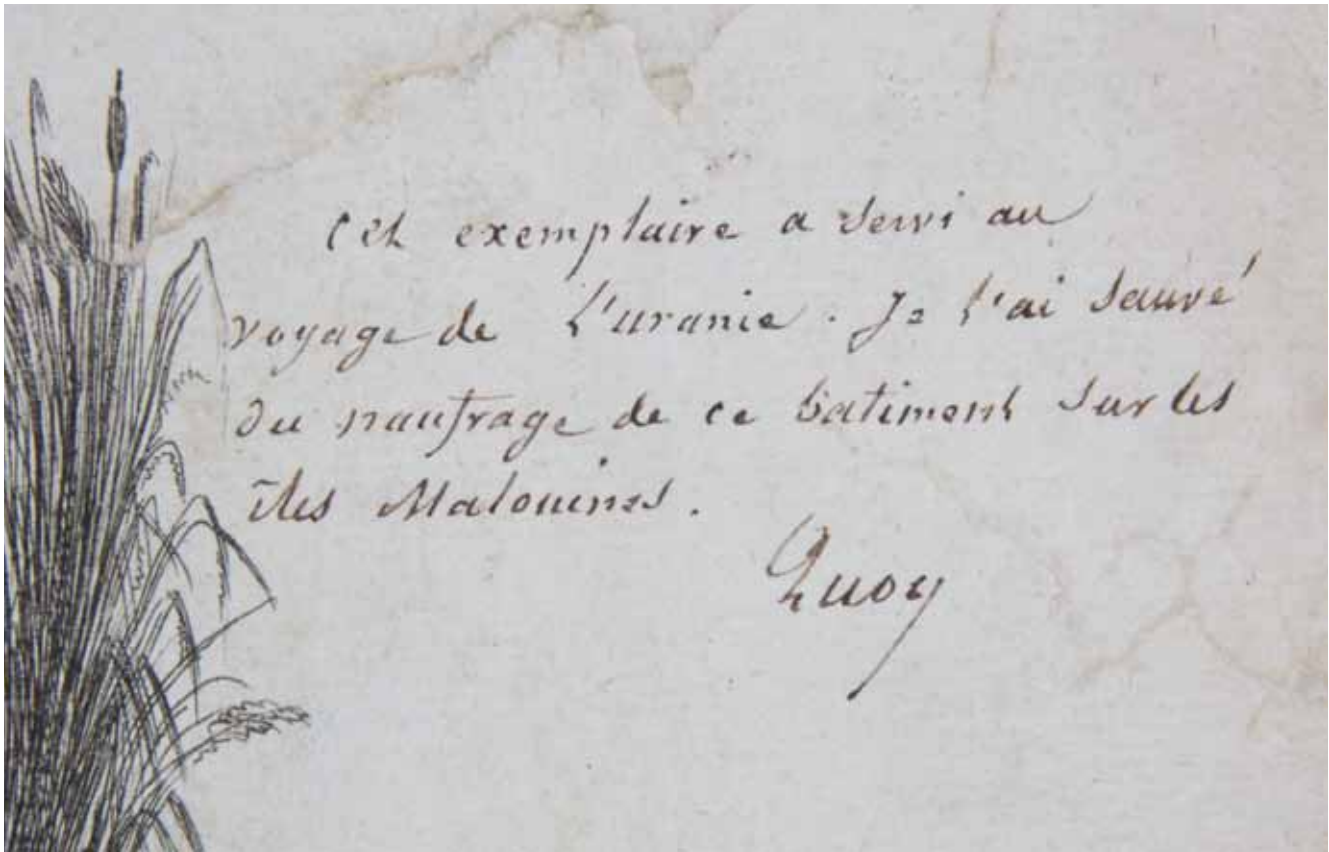 Cet exemplaire a servi au
voyage de L'uranie. Je l'ai sauvé
du naufrage de ce batiment sur les
îles Malouines.
Quoy